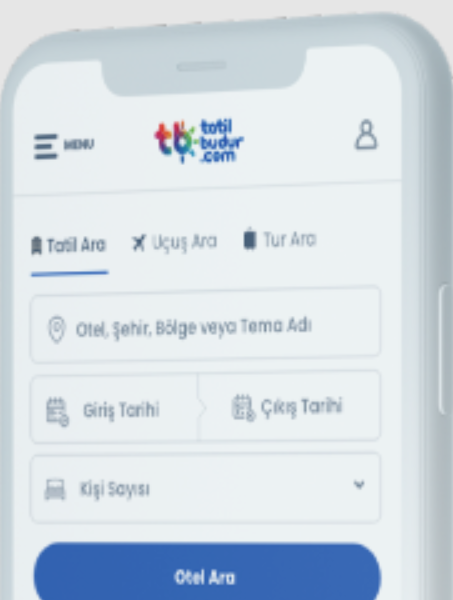 MENU
tb tatil
budur
.com
Tatil Ara Uçuş Ara Tur Ara
Otel, Şehir, Bölge veya Tema Adı
Giriş Tarihi Çıkış Tarihi
Kişi Sayısı
Otel Ara